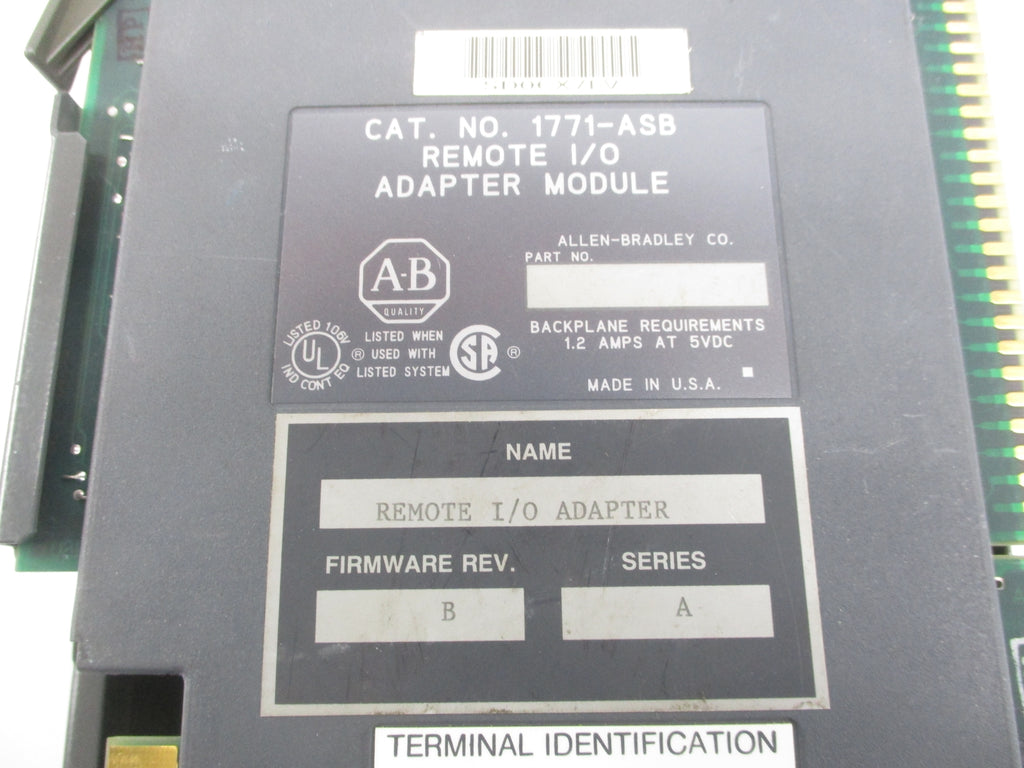 CAT. NO. 1771-ASB
REMOTE I/O
ADAPTER MODULE
ALLEN-BRADLEY CO.
PART NO.
A-B
QUALITY
BACKPLANE REQUIREMENTS
1.2 AMPS AT 5VDC
LISTED 106V
UL
IND CONT EQ
®
LISTED WHEN
USED WITH
LISTED SYSTEM
SA
®
MADE IN U.S.A.
NAME
REMOTE I/O ADAPTER
FIRMWARE REV.
SERIES
B
A
TERMINAL IDENTIFICATION